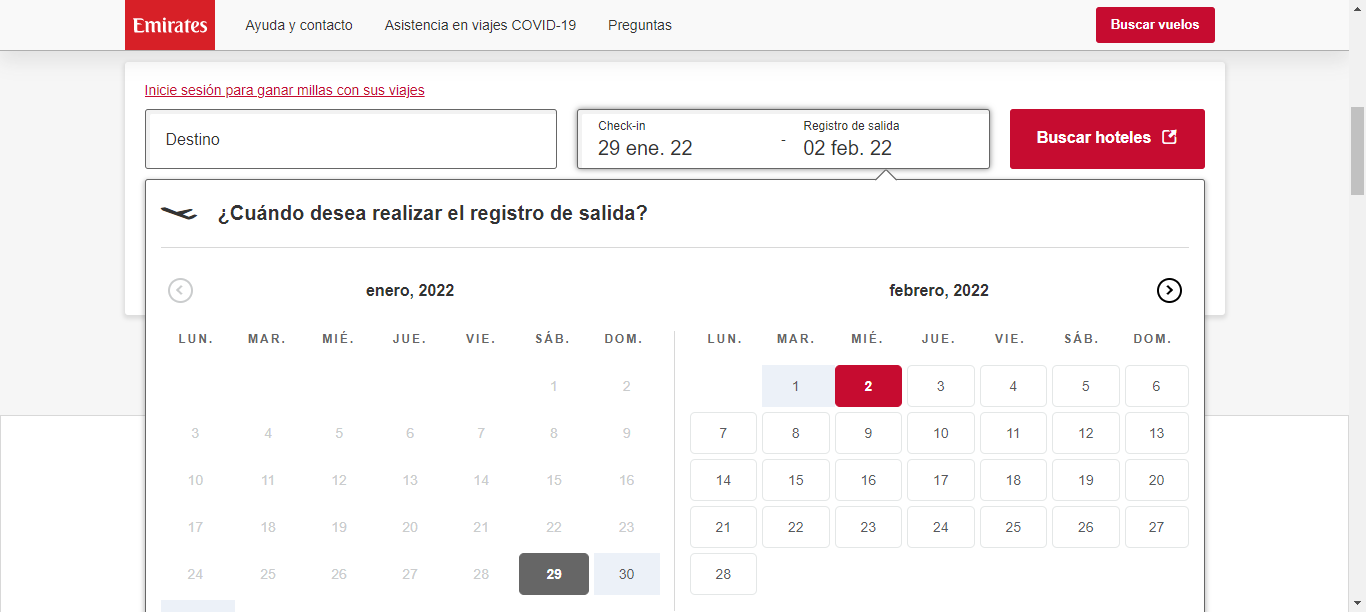 Emirates Ayuda y contacto Asistencia en viajes COVID-19 Preguntas Buscar vuelos
Inicie sesión para ganar millas con sus viajes
Destino
Check-in
29 ene. 22
-
Registro de salida
02 feb. 22
Buscar hoteles
¿Cuándo desea realizar el registro de salida?
enero, 2022
LUN. MAR. MIÉ. JUE. VIE. SÁB. DOM.
1 2
3 4 5 6 7 8 9
10 11 12 13 14 15 16
17 18 19 20 21 22 23
24 25 26 27 28 29 30
febrero, 2022
LUN. MAR. MIÉ. JUE. VIE. SÁB. DOM.
1 2 3 4 5 6
7 8 9 10 11 12 13
14 15 16 17 18 19 20
21 22 23 24 25 26 27
28